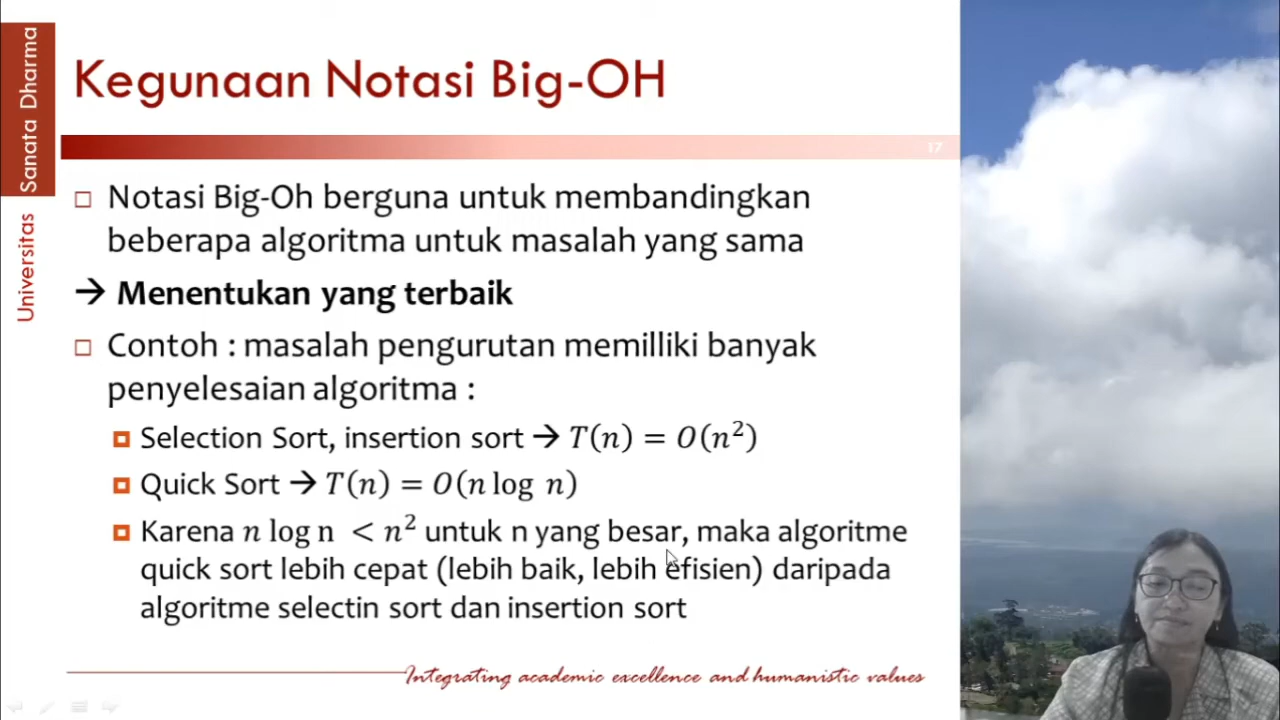 Universitas Sanata Dharma
Kegunaan Notasi Big-OH
17
□ Notasi Big-Oh berguna untuk membandingkan
beberapa algoritma untuk masalah yang sama
→ Menentukan yang terbaik
□ Contoh : masalah pengurutan memilliki banyak
penyelesaian algoritma :
Selection Sort, insertion sort → T(n) = O(n²)
Quick Sort → T(n) = O(n log n)
Karena n log n < n² untuk n yang besar, maka algoritme
quick sort lebih cepat (lebih baik, lebih efisien) daripada
algoritme selectin sort dan insertion sort
Integrating academic excellence and humanistic values